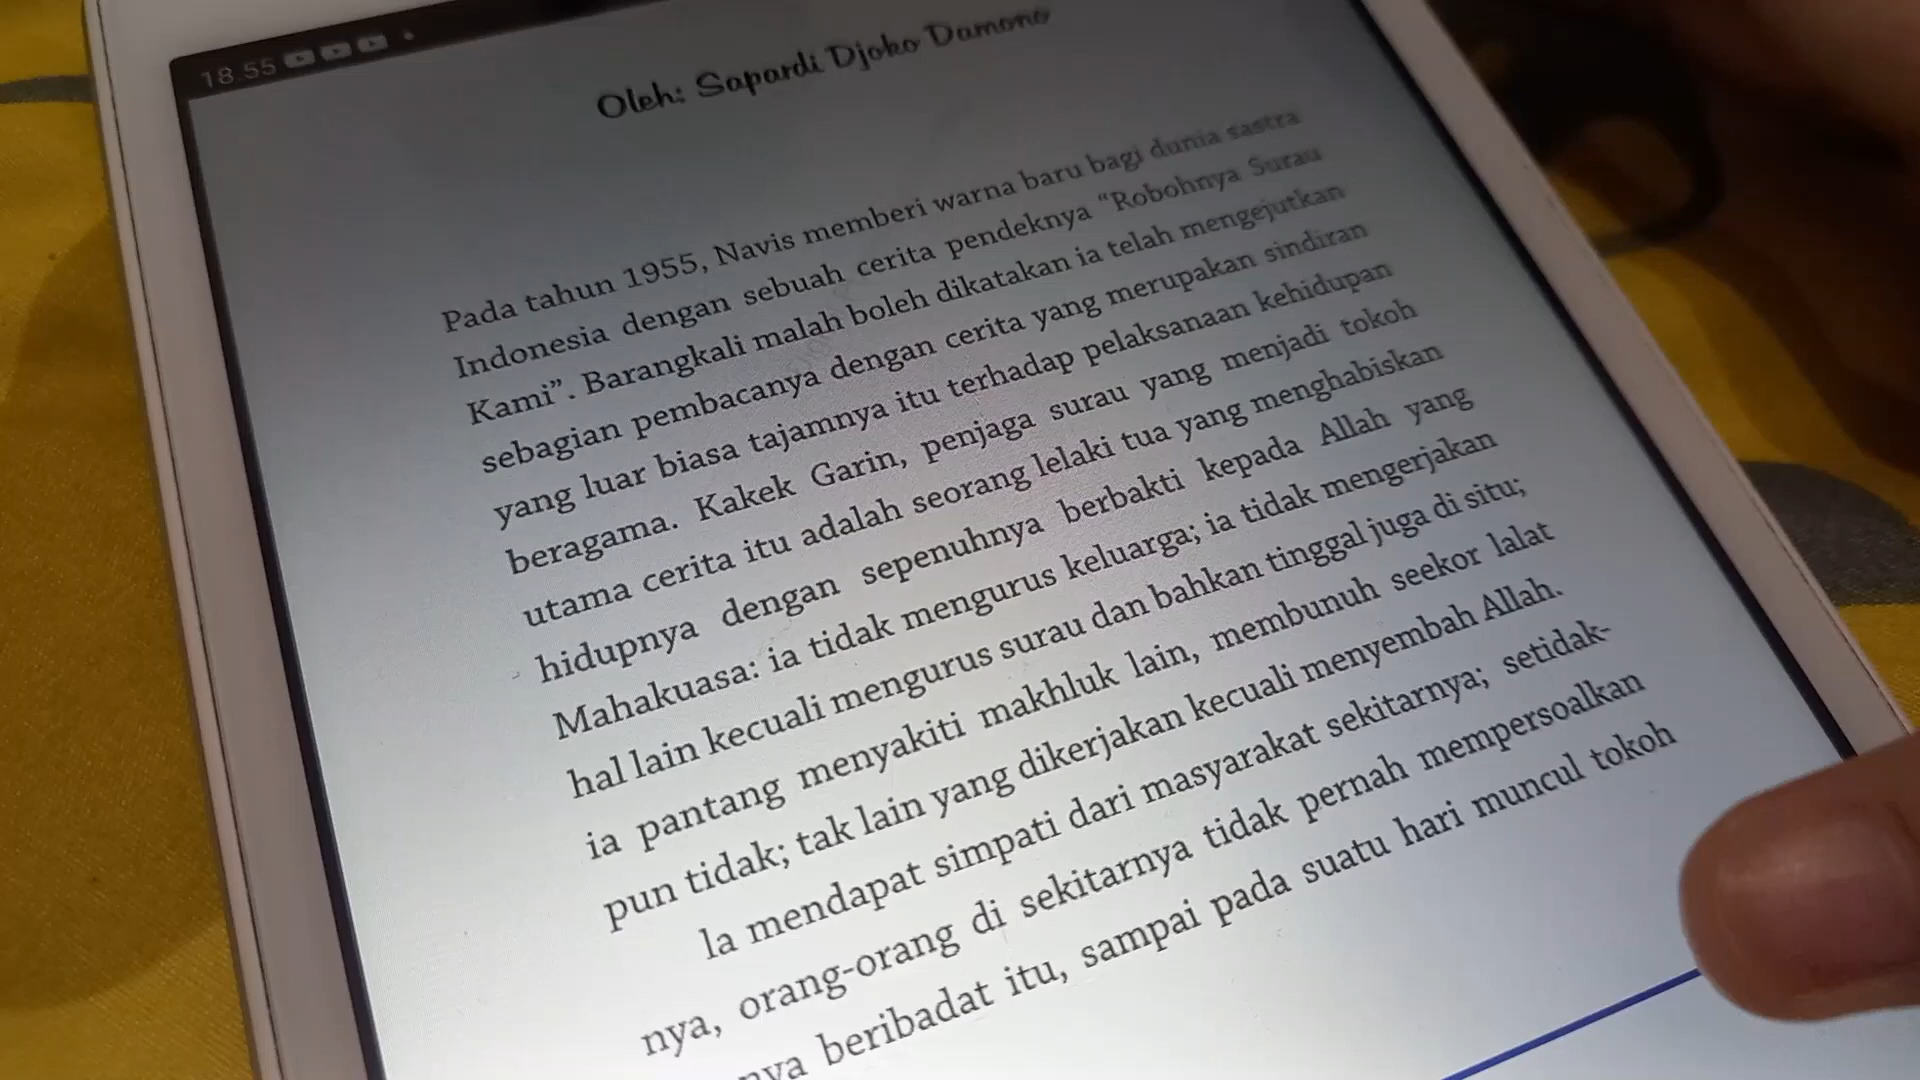 18.55
Oleh: Sapardi Djoko Damono
Pada tahun 1955, Navis memberi warna baru bagi dunia sastra
Indonesia dengan sebuah cerita pendeknya “Robohnya Surau
Kami”. Barangkali malah boleh dikatakan ia telah mengejutkan
sebagian pembacanya dengan cerita yang merupakan sindiran
yang luar biasa tajamnya itu terhadap pelaksanaan kehidupan
beragama. Kakek Garin, penjaga surau yang menjadi tokoh
utama cerita itu adalah seorang lelaki tua yang menghabiskan
hidupnya dengan sepenuhnya berbakti kepada Allah yang
Mahakuasa: ia tidak mengurus keluarga; ia tidak mengerjakan
hal lain kecuali mengurus surau dan bahkan tinggal juga di situ;
ia pantang menyakiti makhluk lain, membunuh seekor lalat
pun tidak; tak lain yang dikerjakan kecuali menyembah Allah.
la mendapat simpati dari masyarakat sekitarnya; setidak-
nya, orang-orang di sekitarnya tidak pernah mempersoalkan
beribadat itu, sampai pada suatu hari muncul tokoh